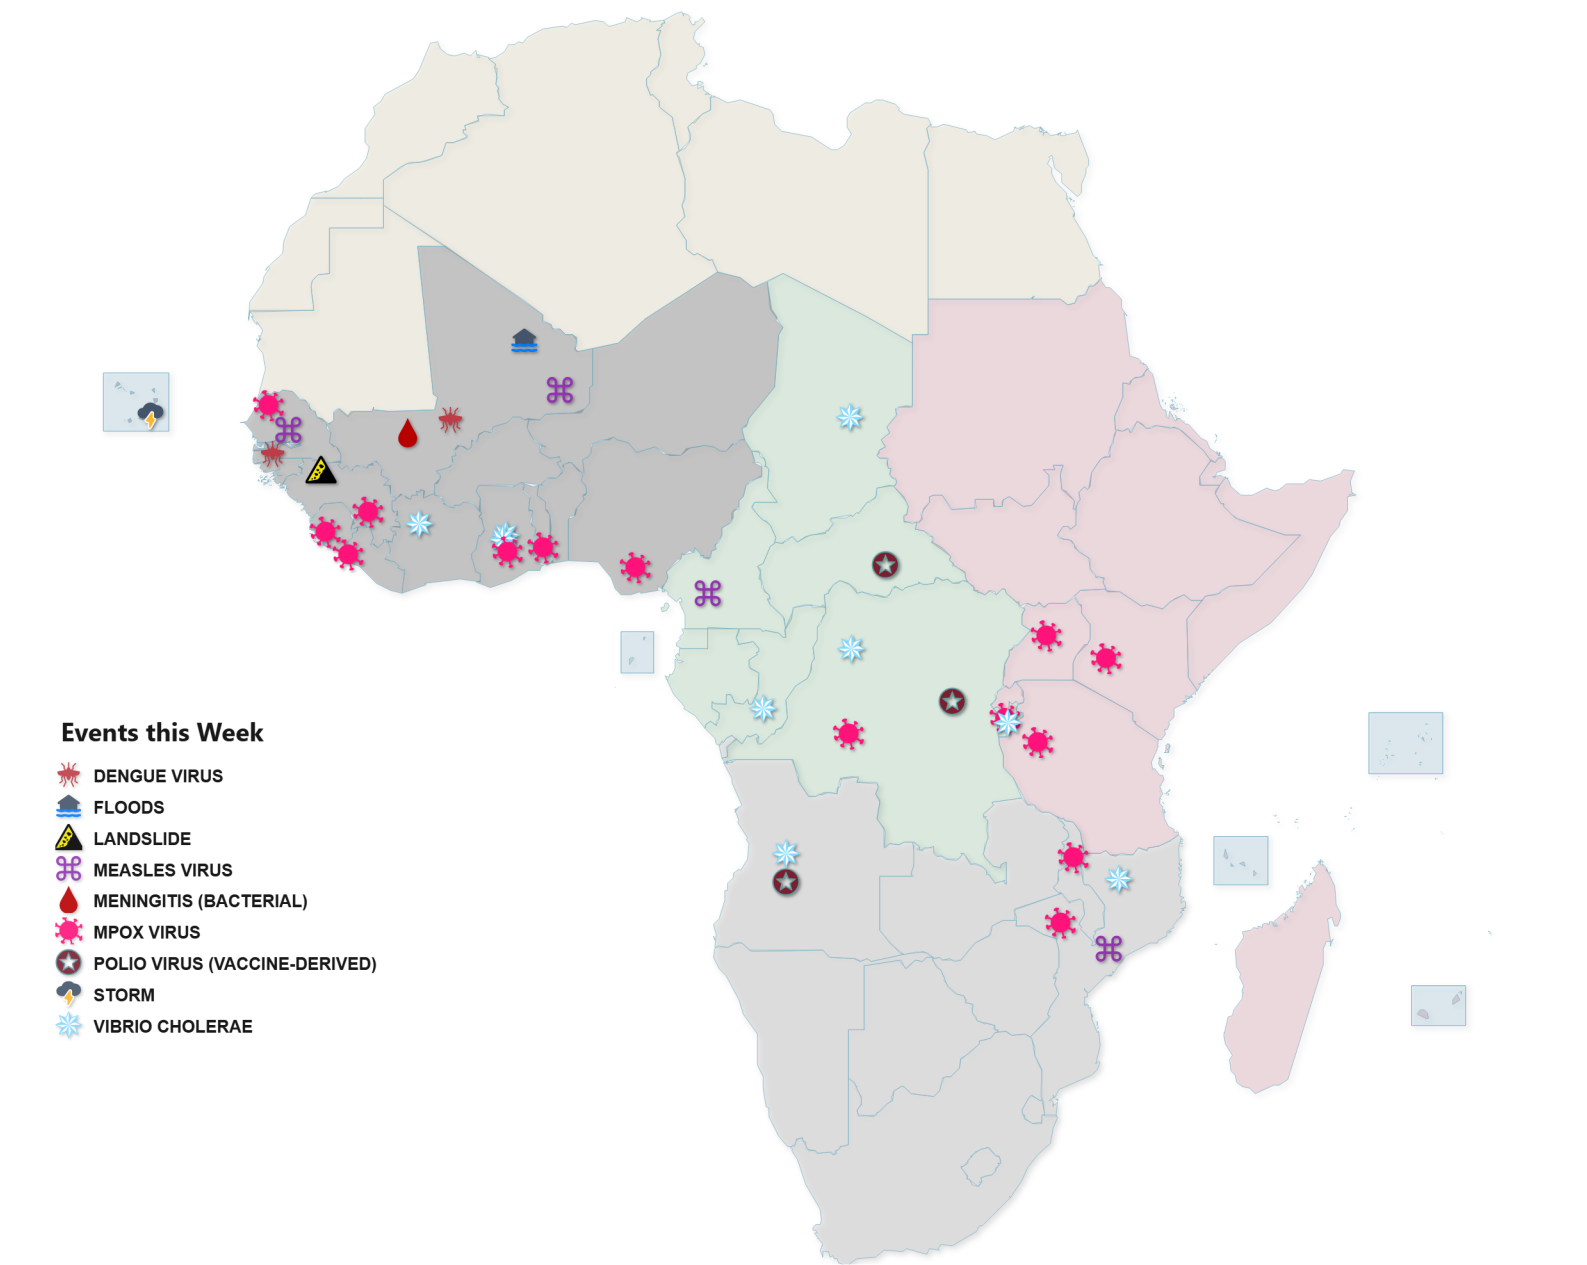 Events this Week
DENGUE VIRUS
FLOODS
LANDSLIDE
MEASLES VIRUS
MENINGITIS (BACTERIAL)
MPOX VIRUS
POLIO VIRUS (VACCINE-DERIVED)
STORM
VIBRIO CHOLERAE